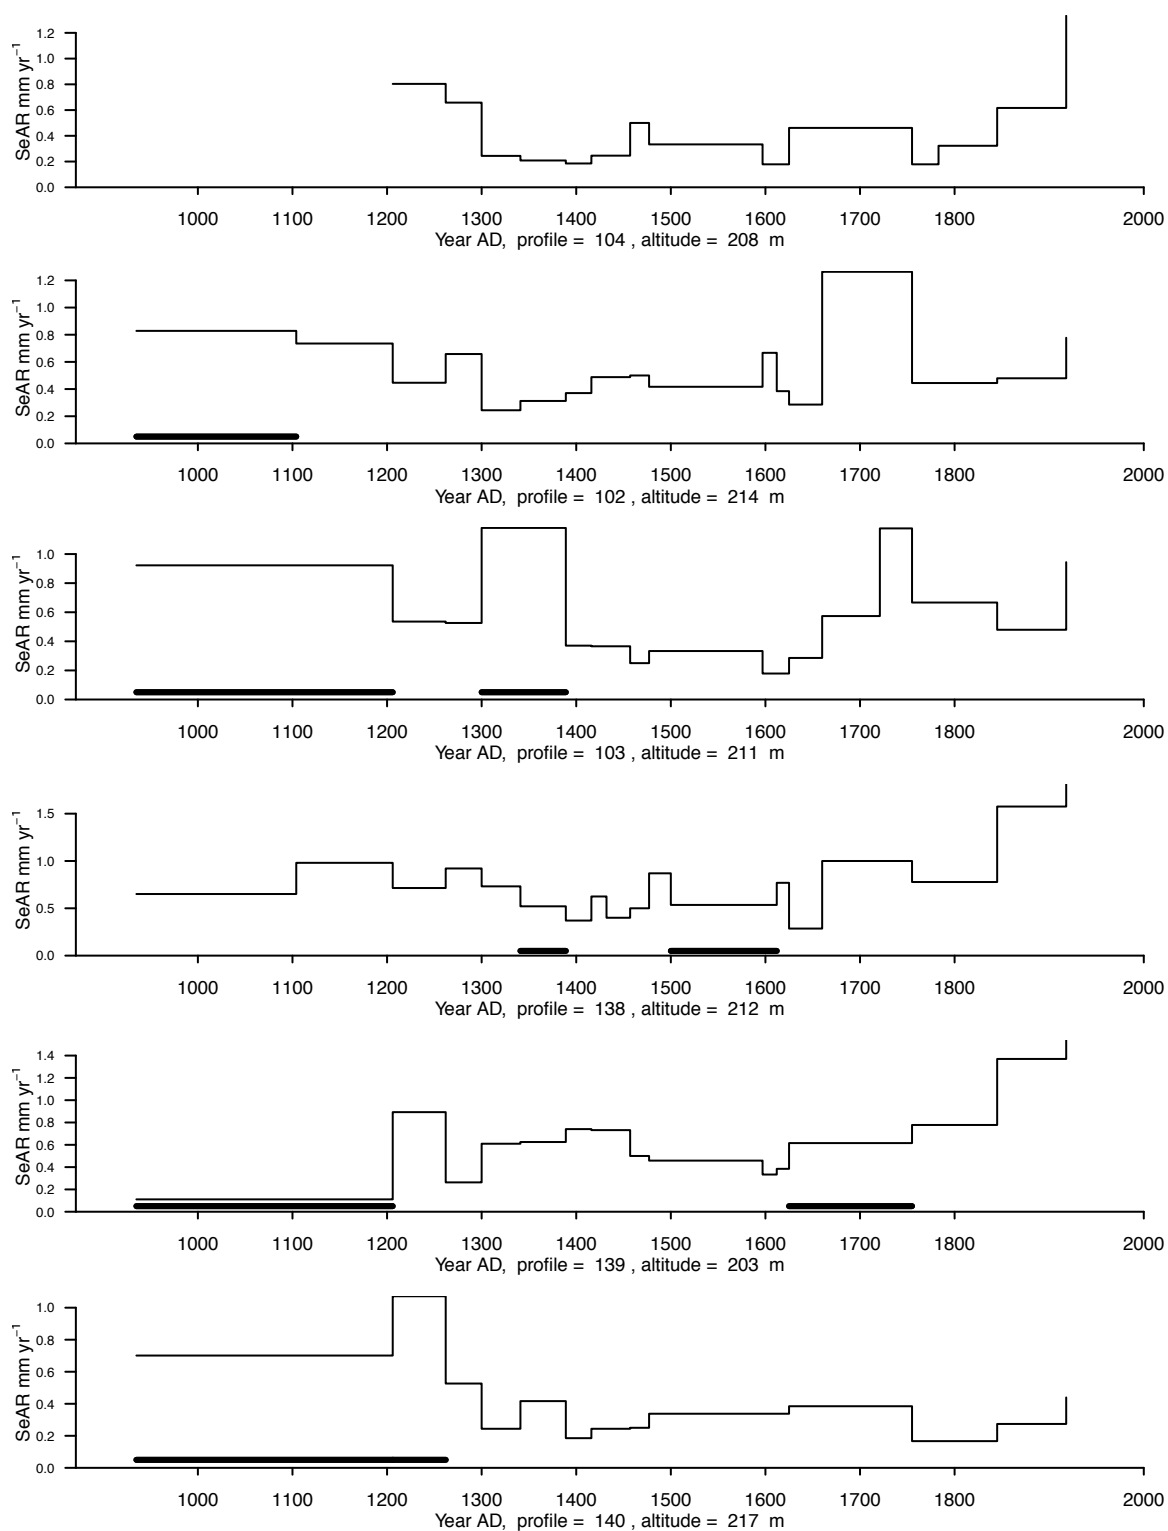 SeAR mm yr⁻¹
1.2
1.0
0.8
0.6
0.4
0.2
0.0
1000 1100 1200 1300 1400 1500 1600 1700 1800 2000
Year AD, profile = 104 , altitude = 208 m
SeAR mm yr⁻¹
1.2
1.0
0.8
0.6
0.4
0.2
0.0
1000 1100 1200 1300 1400 1500 1600 1700 1800 2000
Year AD, profile = 102 , altitude = 214 m
SeAR mm yr⁻¹
1.0
0.8
0.6
0.4
0.2
0.0
1000 1100 1200 1300 1400 1500 1600 1700 1800 2000
Year AD, profile = 103 , altitude = 211 m
SeAR mm yr⁻¹
1.5
1.0
0.5
0.0
1000 1100 1200 1300 1400 1500 1600 1700 1800 2000
Year AD, profile = 138 , altitude = 212 m
SeAR mm yr⁻¹
1.4
1.2
1.0
0.8
0.6
0.4
0.2
0.0
1000 1100 1200 1300 1400 1500 1600 1700 1800 2000
Year AD, profile = 139 , altitude = 203 m
SeAR mm yr⁻¹
1.0
0.8
0.6
0.4
0.2
0.0
1000 1100 1200 1300 1400 1500 1600 1700 1800 2000
Year AD, profile = 140 , altitude = 217 m